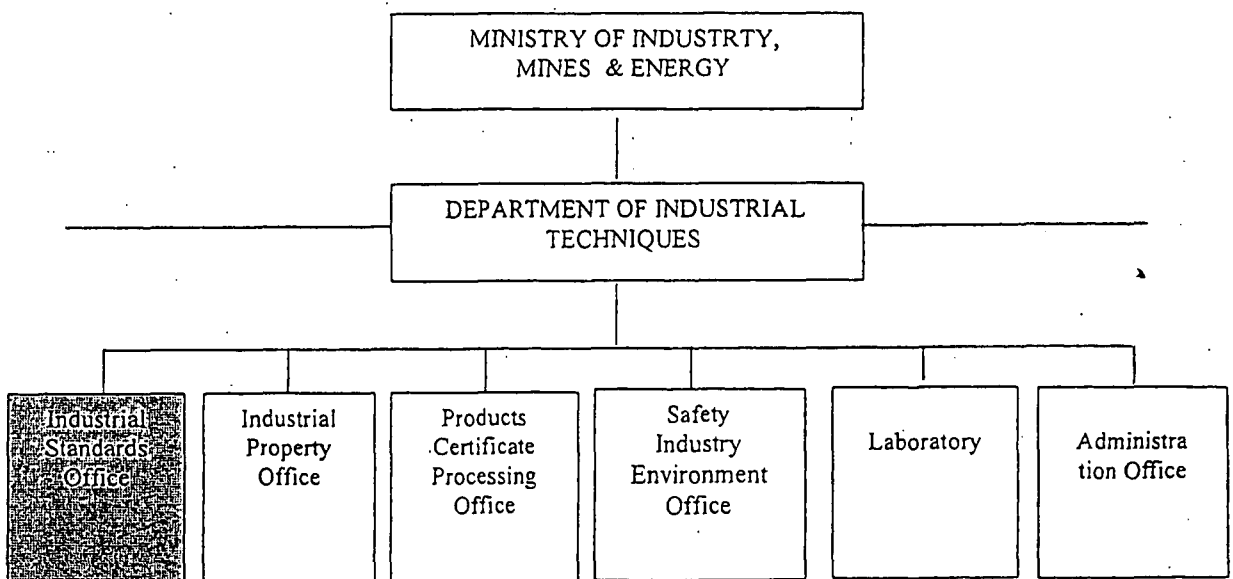 MINISTRY OF INDUSTRTY,
MINES & ENERGY
DEPARTMENT OF INDUSTRIAL
TECHNIQUES
Industrial
Standards
Office
Industrial
Property
Office
Products
Certificate
Processing
Office
Safety
Industry
Environment
Office
Laboratory
Administra
tion Office